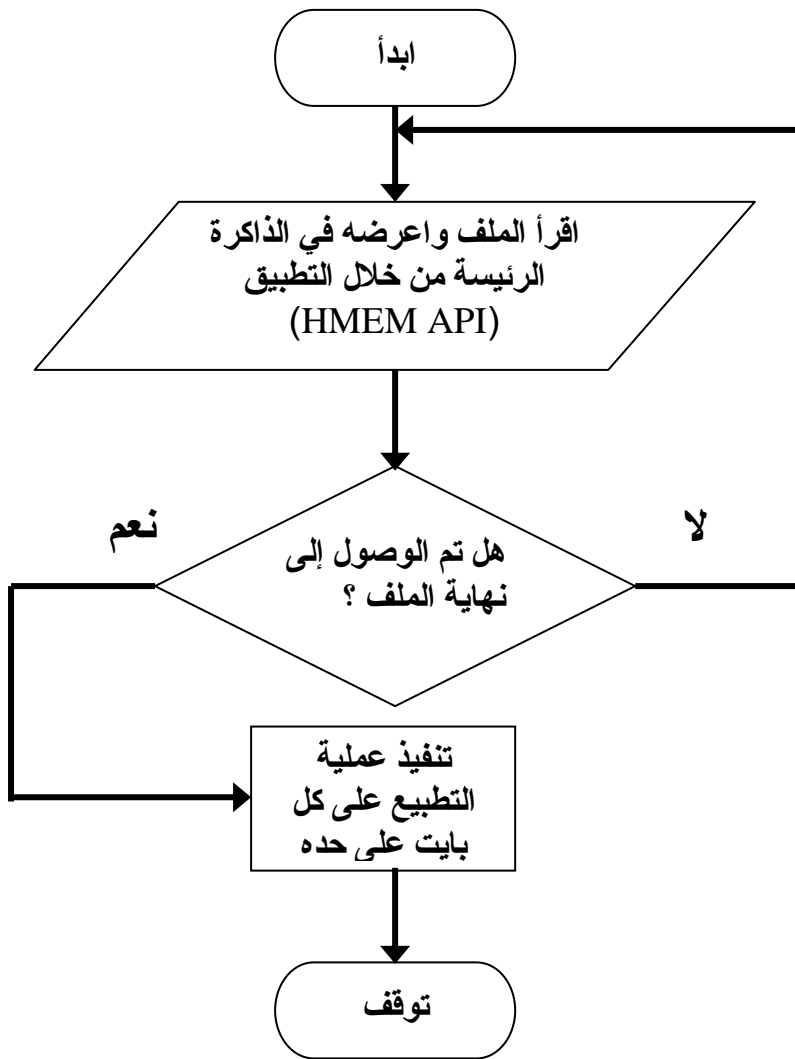 ابدأ
اقرأ الملف واعرضه في الذاكرة
الرئيسة من خلال التطبيق
(HMEM API)
هل تم الوصول إلى
نهاية الملف ؟
نعم
لا
تنفيذ عملية
التطبيع على كل
بايت على حده
توقف